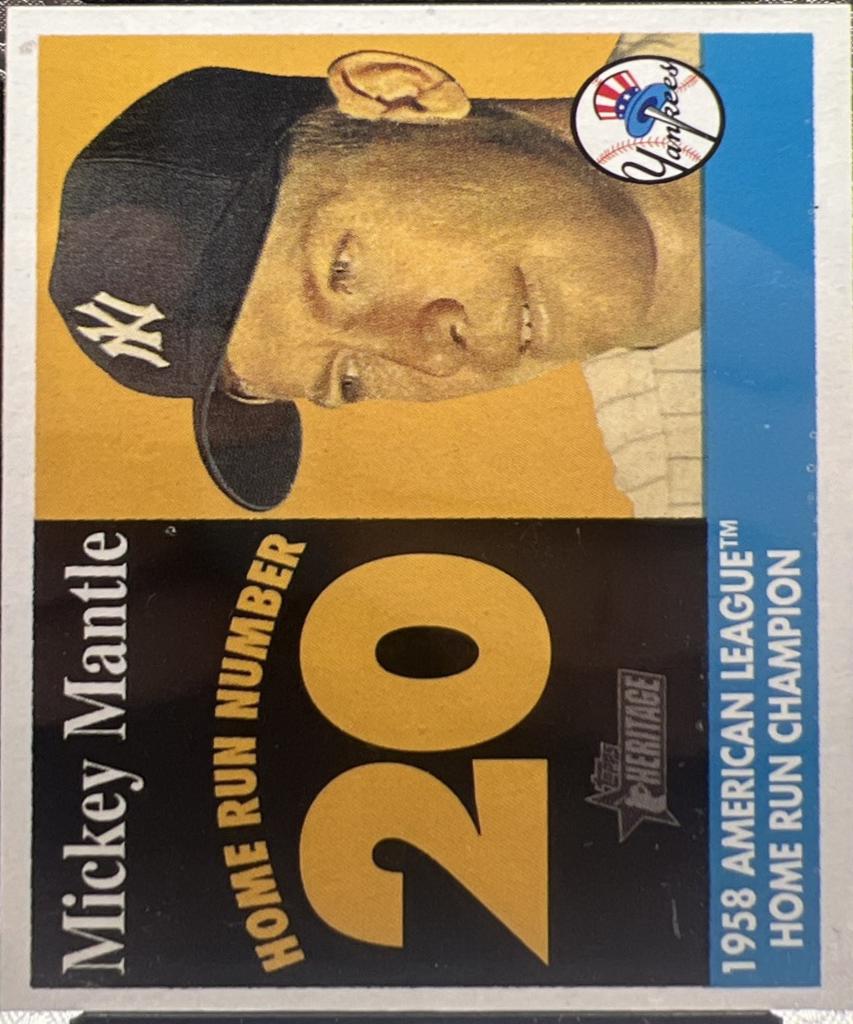 Mickey Mantle
HOME RUN NUMBER
20
Topps
HERITAGE
1958 AMERICAN LEAGUE™
HOME RUN CHAMPION
NY
Yankees